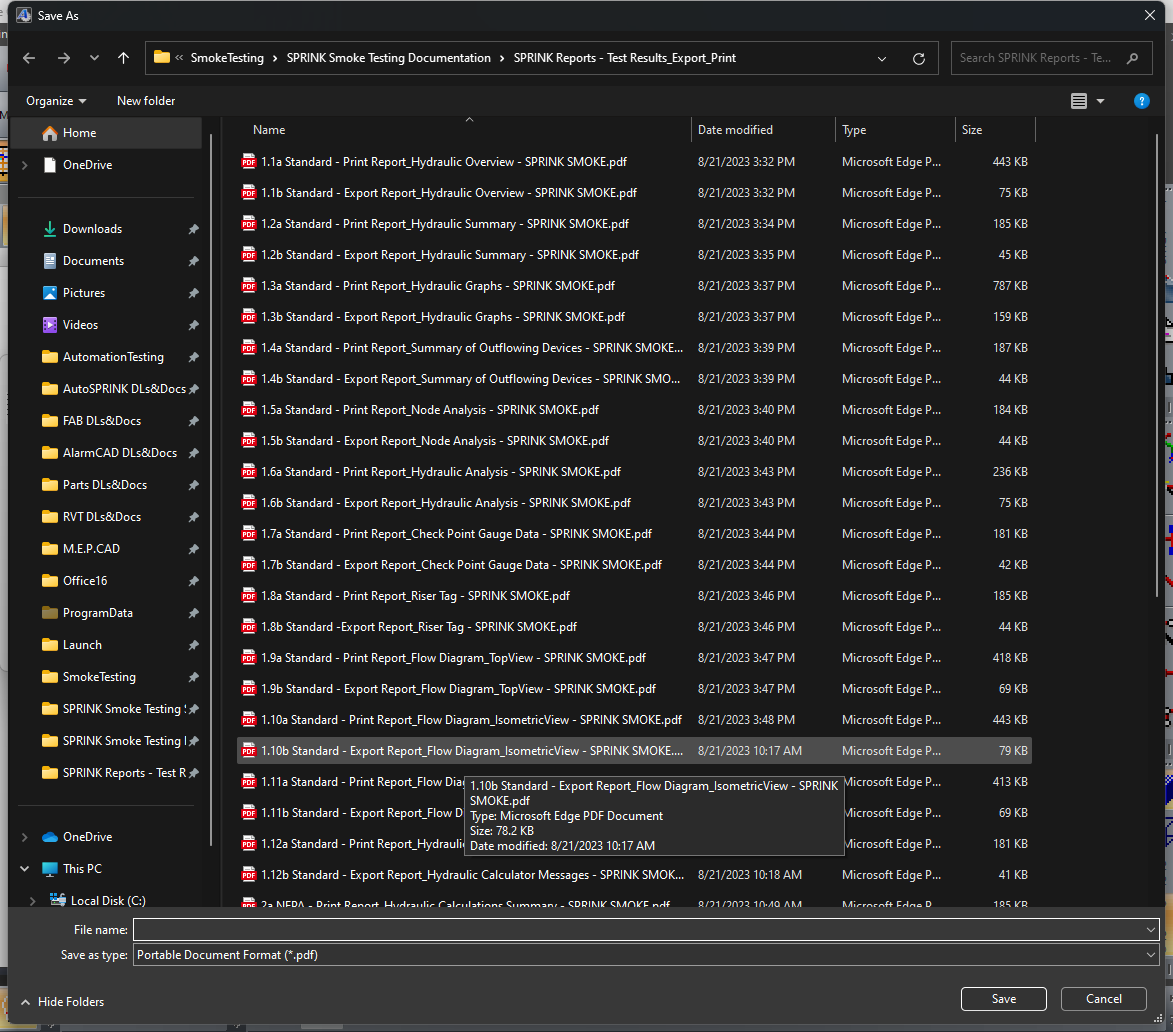 Save As
SmokeTesting › SPRINK Smoke Testing Documentation › SPRINK Reports - Test Results_Export_Print
Search SPRINK Reports - Te...
Organize
New folder
Home
OneDrive
Downloads
Documents
Pictures
Videos
AutomationTesting
AutoSPRINK DLs&Docs
FAB DLs&Docs
AlarmCAD DLs&Docs
Parts DLs&Docs
RVT DLs&Docs
M.E.P.CAD
Office16
ProgramData
Launch
SmokeTesting
SPRINK Smoke Testing
SPRINK Smoke Testing
SPRINK Reports - Test R
OneDrive
This PC
Local Disk (C:)
Name Date modified Type Size
1.1a Standard - Print Report_Hydraulic Overview - SPRINK SMOKE.pdf 8/21/2023 3:32 PM Microsoft Edge P... 443 KB
1.1b Standard - Export Report_Hydraulic Overview - SPRINK SMOKE.pdf 8/21/2023 3:32 PM Microsoft Edge P... 75 KB
1.2a Standard - Print Report_Hydraulic Summary - SPRINK SMOKE.pdf 8/21/2023 3:34 PM Microsoft Edge P... 185 KB
1.2b Standard - Export Report_Hydraulic Summary - SPRINK SMOKE.pdf 8/21/2023 3:35 PM Microsoft Edge P... 45 KB
1.3a Standard - Print Report_Hydraulic Graphs - SPRINK SMOKE.pdf 8/21/2023 3:37 PM Microsoft Edge P... 787 KB
1.3b Standard - Export Report_Hydraulic Graphs - SPRINK SMOKE.pdf 8/21/2023 3:37 PM Microsoft Edge P... 159 KB
1.4a Standard - Print Report_Summary of Outflowing Devices - SPRINK SMOKE... 8/21/2023 3:39 PM Microsoft Edge P... 187 KB
1.4b Standard - Export Report_Summary of Outflowing Devices - SPRINK SMO... 8/21/2023 3:39 PM Microsoft Edge P... 44 KB
1.5a Standard - Print Report_Node Analysis - SPRINK SMOKE.pdf 8/21/2023 3:40 PM Microsoft Edge P... 184 KB
1.5b Standard - Export Report_Node Analysis - SPRINK SMOKE.pdf 8/21/2023 3:40 PM Microsoft Edge P... 44 KB
1.6a Standard - Print Report_Hydraulic Analysis - SPRINK SMOKE.pdf 8/21/2023 3:43 PM Microsoft Edge P... 236 KB
1.6b Standard - Export Report_Hydraulic Analysis - SPRINK SMOKE.pdf 8/21/2023 3:43 PM Microsoft Edge P... 75 KB
1.7a Standard - Print Report_Check Point Gauge Data - SPRINK SMOKE.pdf 8/21/2023 3:44 PM Microsoft Edge P... 181 KB
1.7b Standard - Export Report_Check Point Gauge Data - SPRINK SMOKE.pdf 8/21/2023 3:44 PM Microsoft Edge P... 42 KB
1.8a Standard - Print Report_Riser Tag - SPRINK SMOKE.pdf 8/21/2023 3:46 PM Microsoft Edge P... 185 KB
1.8b Standard -Export Report_Riser Tag - SPRINK SMOKE.pdf 8/21/2023 3:46 PM Microsoft Edge P... 44 KB
1.9a Standard - Print Report_Flow Diagram_TopView - SPRINK SMOKE.pdf 8/21/2023 3:47 PM Microsoft Edge P... 418 KB
1.9b Standard - Export Report_Flow Diagram_TopView - SPRINK SMOKE.pdf 8/21/2023 3:47 PM Microsoft Edge P... 69 KB
1.10a Standard - Print Report_Flow Diagram_IsometricView - SPRINK SMOKE.pdf 8/21/2023 3:48 PM Microsoft Edge P... 443 KB
1.10b Standard - Export Report_Flow Diagram_IsometricView - SPRINK SMOKE.... 8/21/2023 10:17 AM Microsoft Edge P... 79 KB
1.11a Standard - Print Report_Flow Diag Microsoft Edge P... 413 KB
1.11b Standard - Export Report_Flow D Microsoft Edge P... 69 KB
1.12a Standard - Print Report_Hydraulic Microsoft Edge P... 181 KB
1.10b Standard - Export Report_Flow Diagram_IsometricView - SPRINK
SMOKE.pdf
Type: Microsoft Edge PDF Document
Size: 78.2 KB
Date modified: 8/21/2023 10:17 AM
1.12b Standard - Export Report_Hydraulic Calculator Messages - SPRINK SMOK... 8/21/2023 10:18 AM Microsoft Edge P... 41 KB
2a NFPA - Print Report_Hydraulic Calculations Summary - SPRINK SMOKE.pdf 8/21/2023 10:49 AM Microsoft Edge P... 185 KB
File name:
Save as type: Portable Document Format (*.pdf)
Hide Folders
Save
Cancel